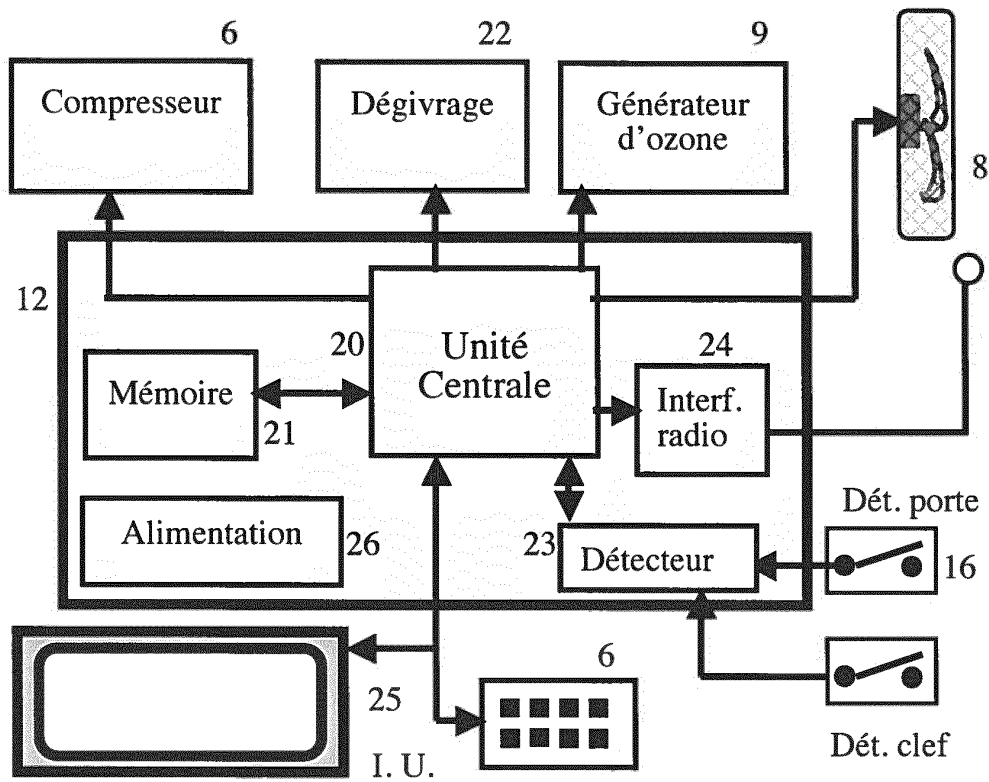 6
22
9
Compresseur
Dégivrage
Générateur
d'ozone
8
12
20
Unité
Centrale
24
Mémoire
21
Interf.
radio
Alimentation
26
23
Détecteur
Dét. porte
16
25
I. U.
6
Dét. clef